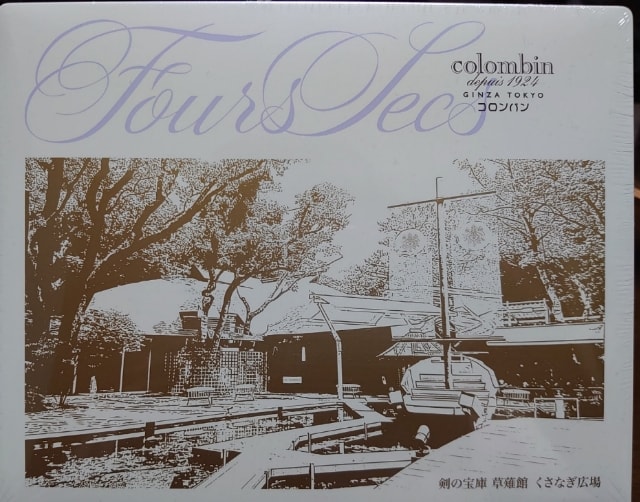 Fours Secs
colombin
depuis 1924
GINZA TOKYO
コロンバン
剣の宝庫 草薙館 くさなぎ広場